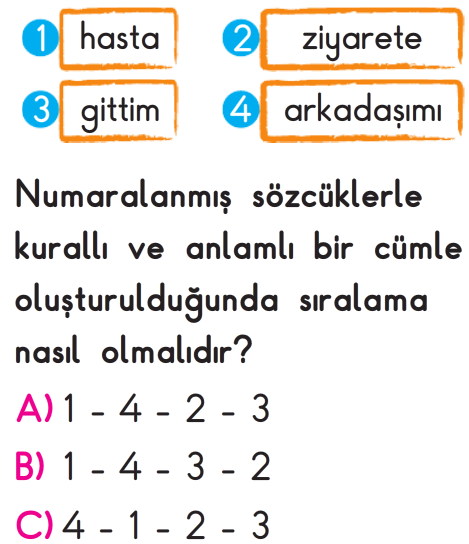 1 hasta 2 ziyarete
3 gittim 4 arkadaşımı
Numaralanmış sözcüklerle
kurallı ve anlamlı bir cümle
oluşturulduğunda sıralama
nasıl olmalıdır?
A) 1 - 4 - 2 - 3
B) 1 - 4 - 3 - 2
C) 4 - 1 - 2 - 3